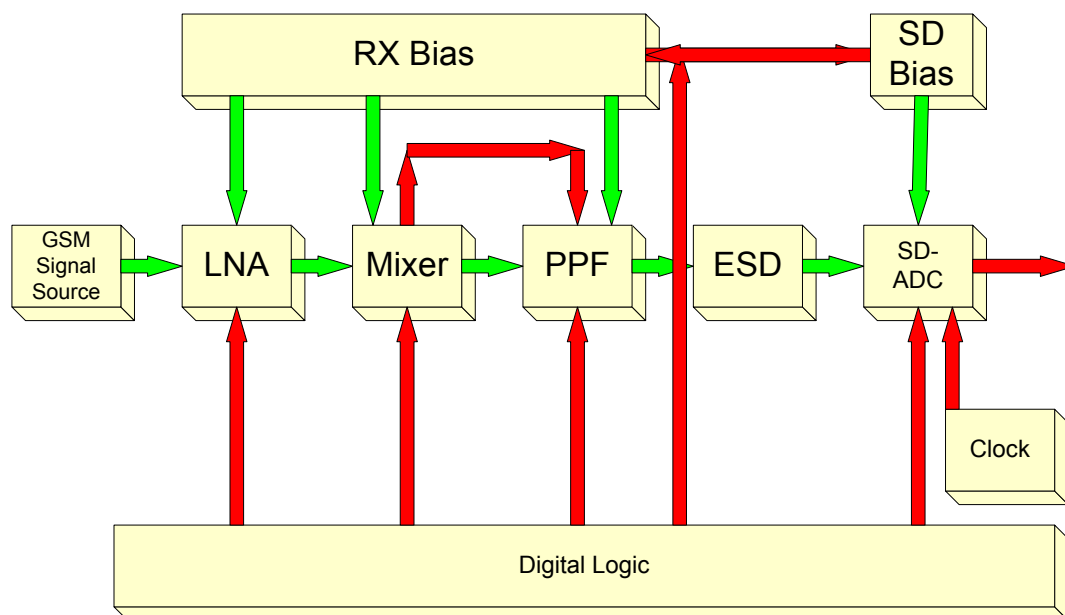 RX Bias
SD
Bias
GSM
Signal
Source
LNA
Mixer
PPF
ESD
SD-
ADC
Clock
Digital Logic